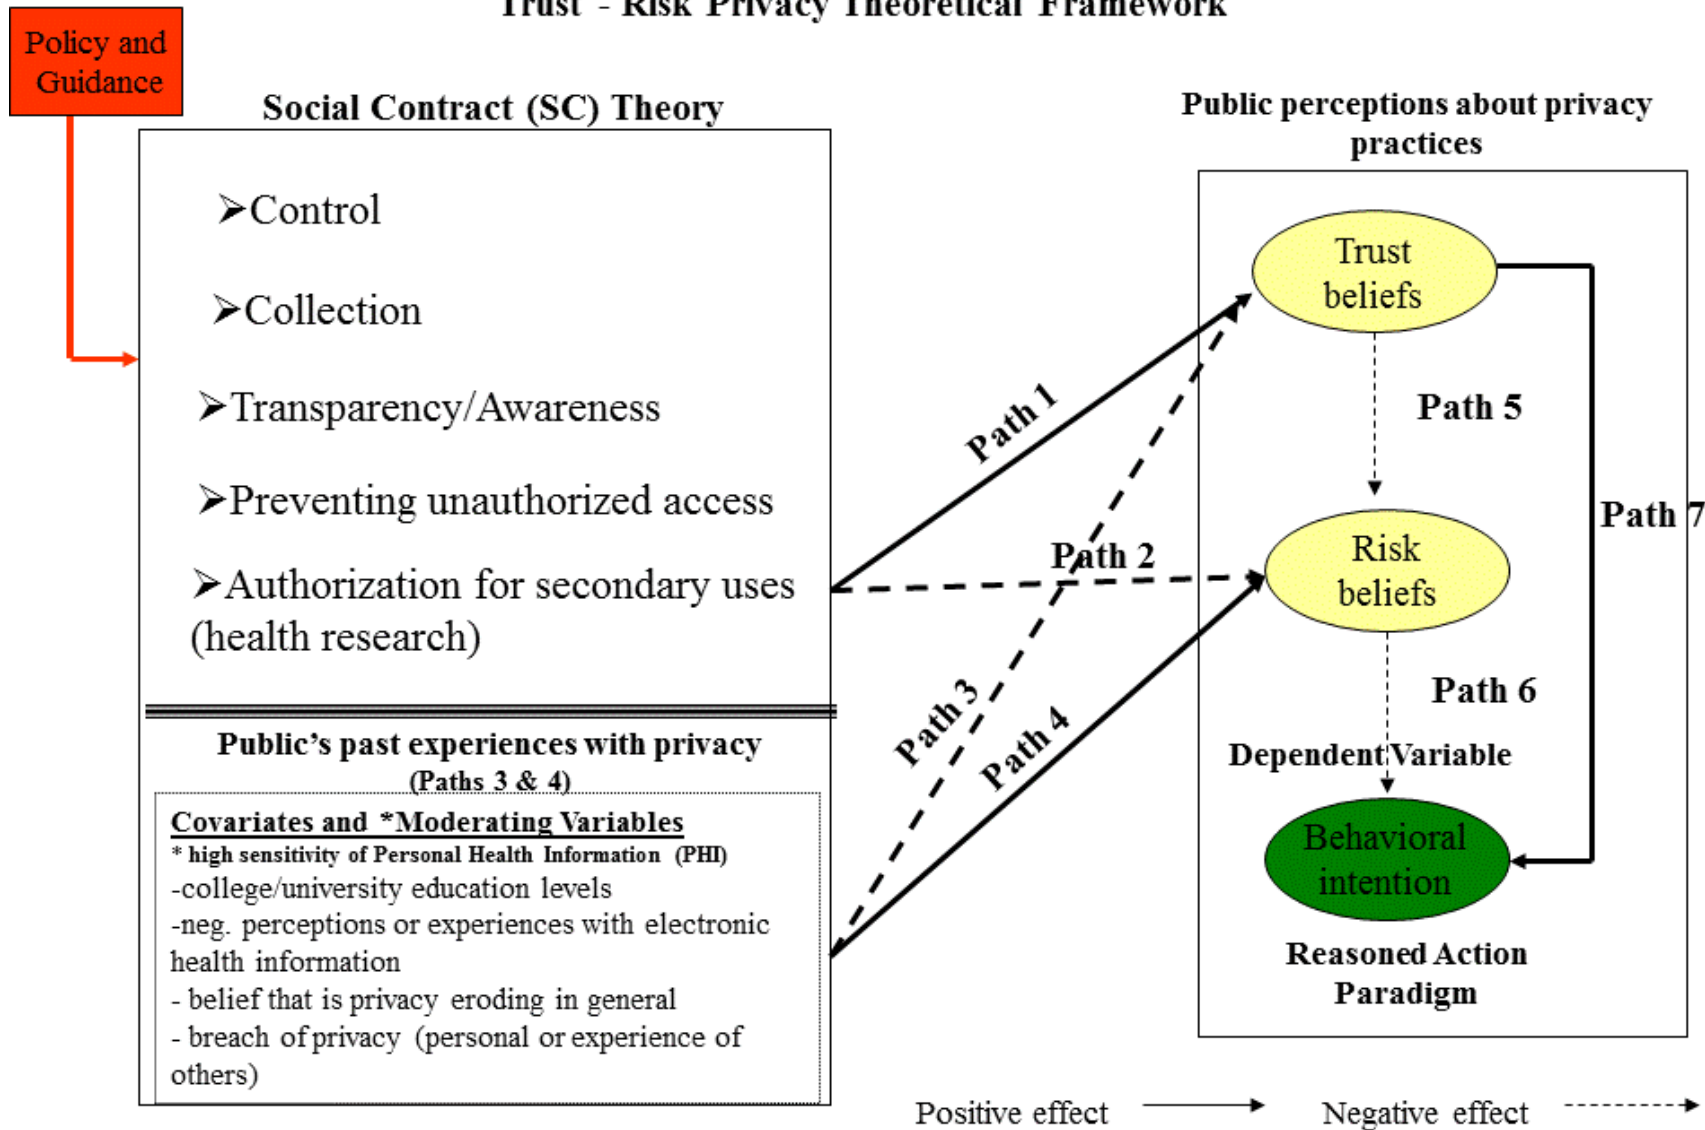 Trust - Risk Privacy Theoretical Framework
Policy and
Guidance
Social Contract (SC) Theory
➢Control
➢Collection
➢Transparency/Awareness
➢Preventing unauthorized access
➢Authorization for secondary uses
(health research)
Public's past experiences with privacy
(Paths 3 & 4)
Covariates and *Moderating Variables
* high sensitivity of Personal Health Information (PHI)
-college/university education levels
-neg. perceptions or experiences with electronic
health information
- belief that is privacy eroding in general
- breach of privacy (personal or experience of
others)
Path 1
Path 2
Path 3
Path 4
Public perceptions about privacy
practices
Trust
beliefs
Path 5
Path 7
Risk
beliefs
Path 6
Dependent Variable
Behavioral
intention
Reasoned Action
Paradigm
Positive effect
Negative effect